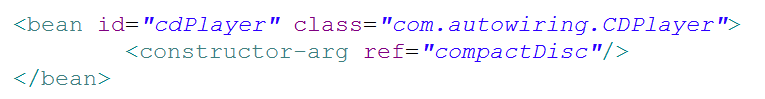 <bean id="cdPlayer" class="com.autowiring.CDPlayer">
<constructor-arg ref="compactDisc"/>
</bean>